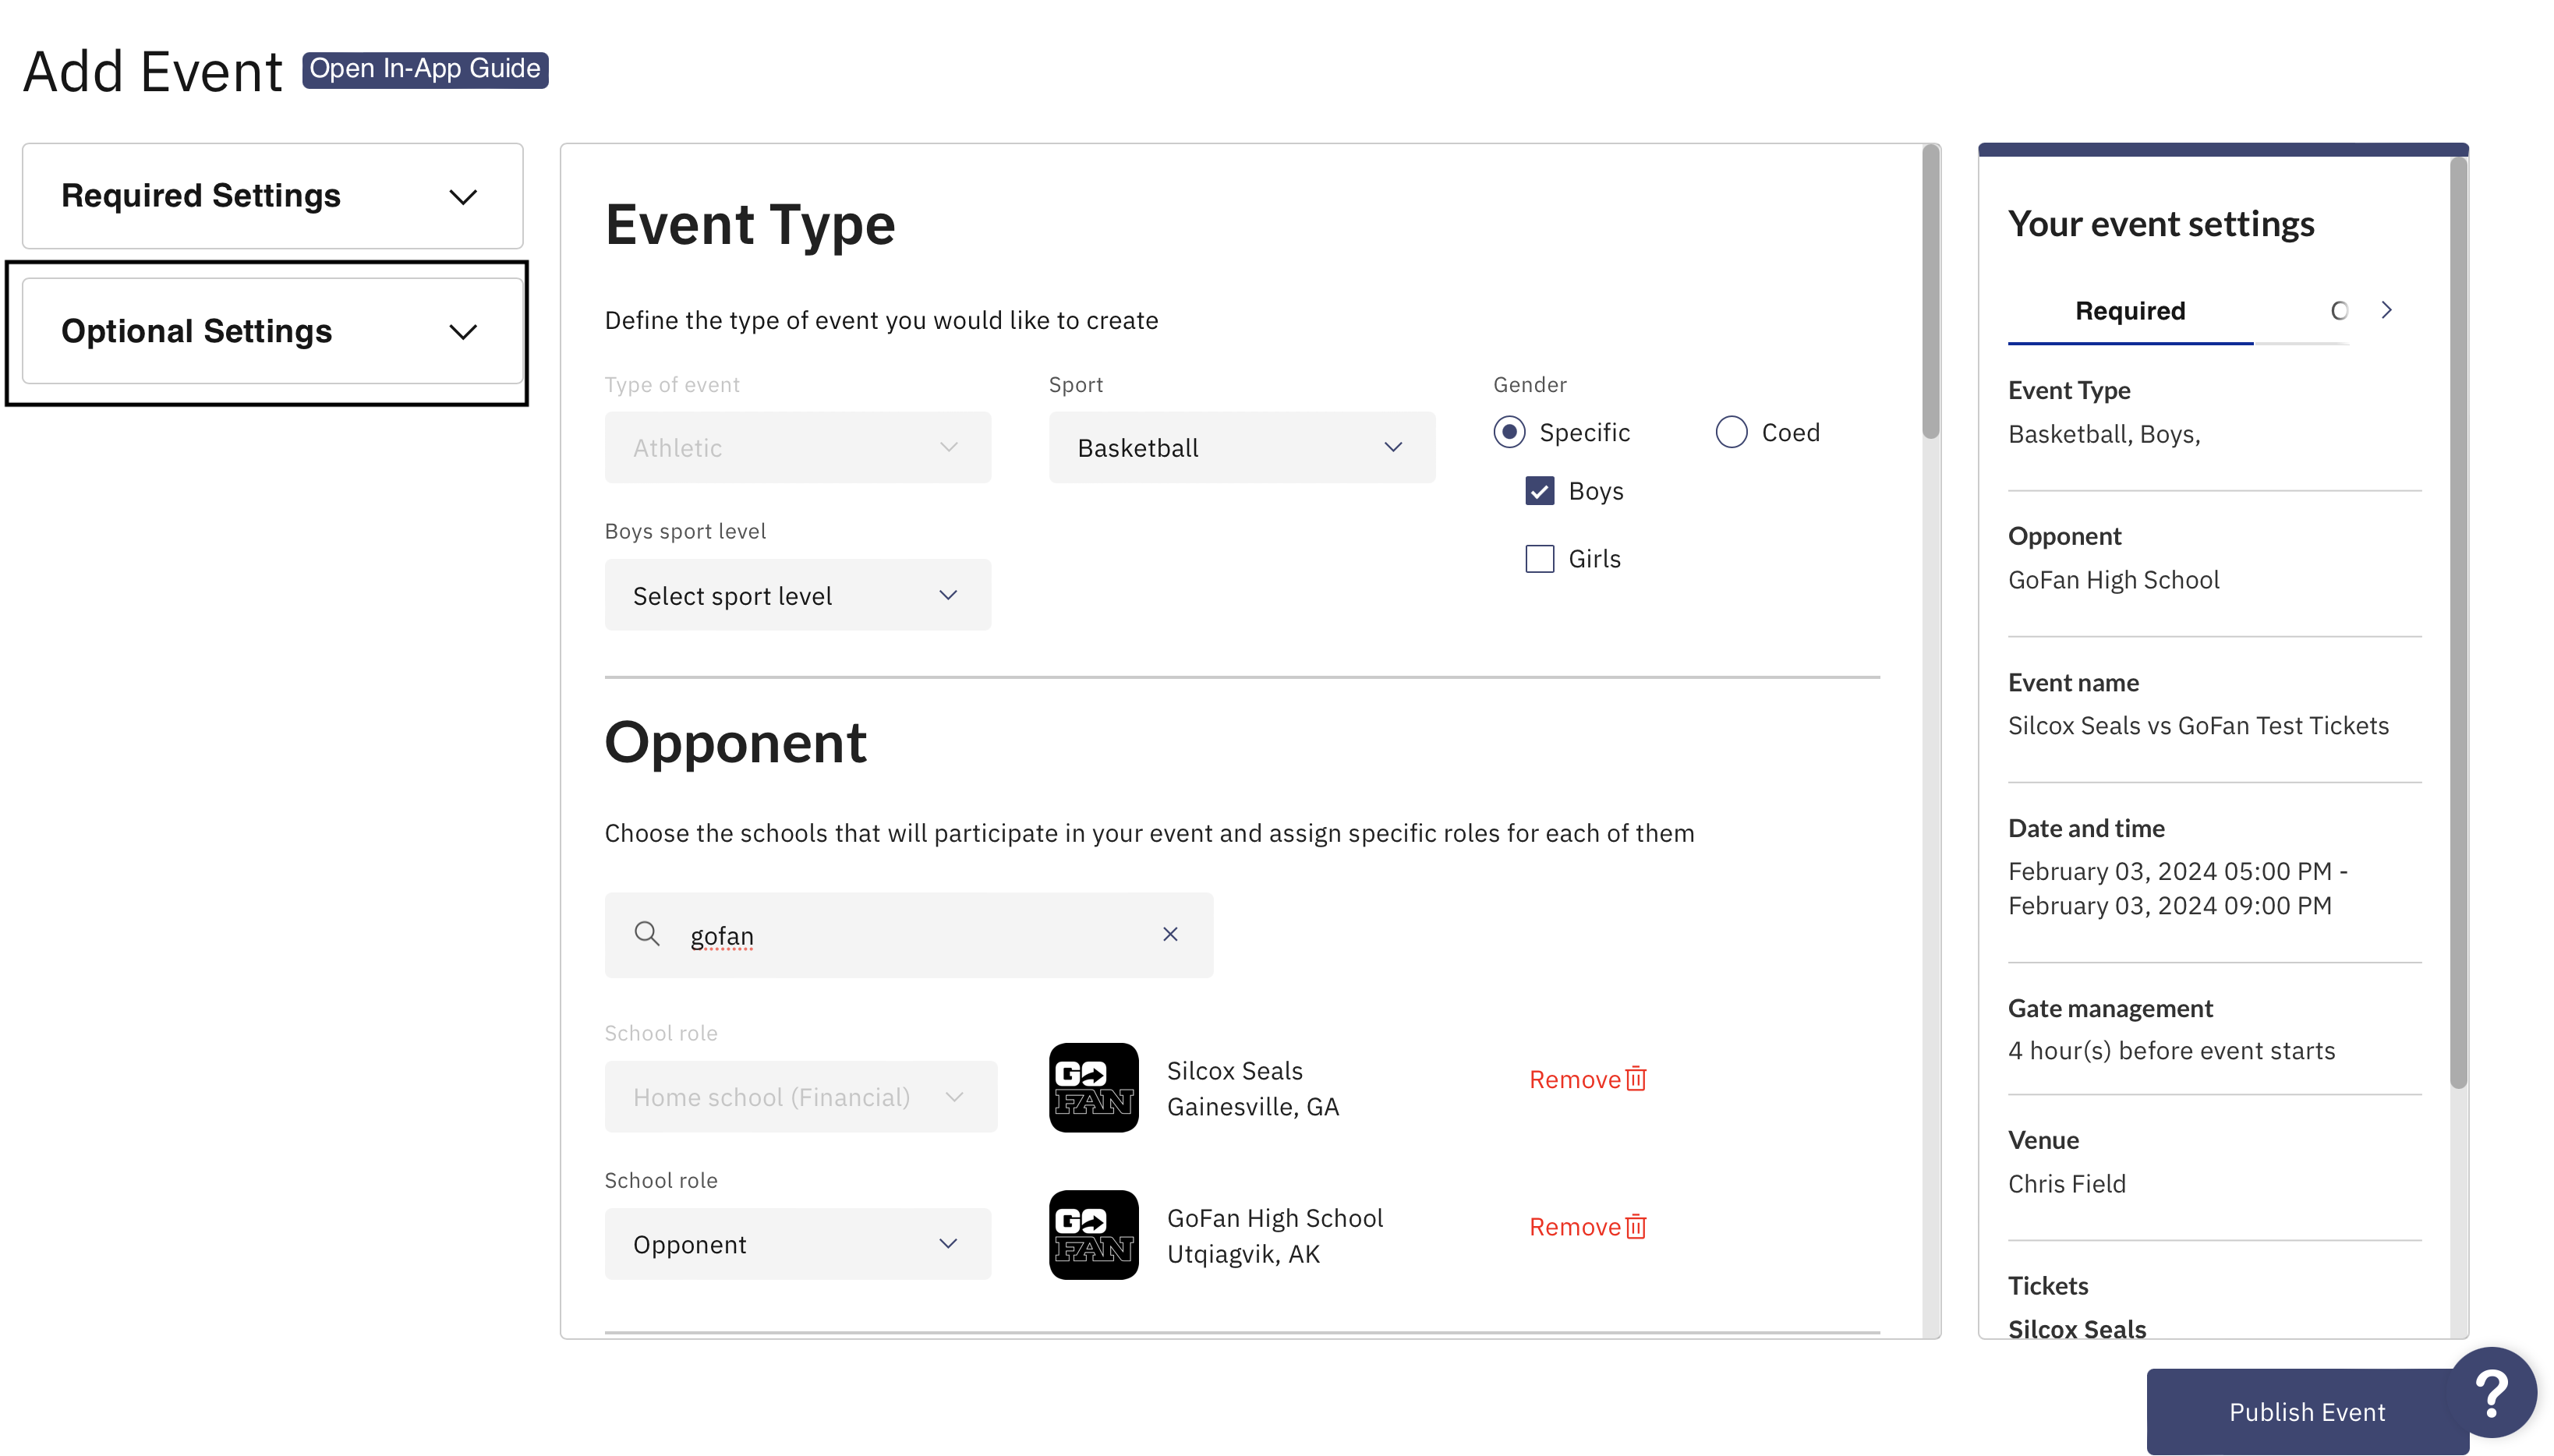 Add Event
Open In-App Guide
Required Settings
Optional Settings
Event Type
Define the type of event you would like to create
Type of event
Sport
Gender
Athletic
Basketball
Specific
Coed
Boys
Girls
Boys sport level
Select sport level
Opponent
Choose the schools that will participate in your event and assign specific roles for each of them
gofan
School role
Home school (Financial)
GO
FAN
Silcox Seals
Gainesville, GA
Remove
School role
Opponent
GO
FAN
GoFan High School
Utqiagvik, AK
Remove
Your event settings
Required
Event Type
Basketball, Boys,
Opponent
GoFan High School
Event name
Silcox Seals vs GoFan Test Tickets
Date and time
February 03, 2024 05:00 PM -
February 03, 2024 09:00 PM
Gate management
4 hour(s) before event starts
Venue
Chris Field
Tickets
Silcox Seals
Publish Event
?